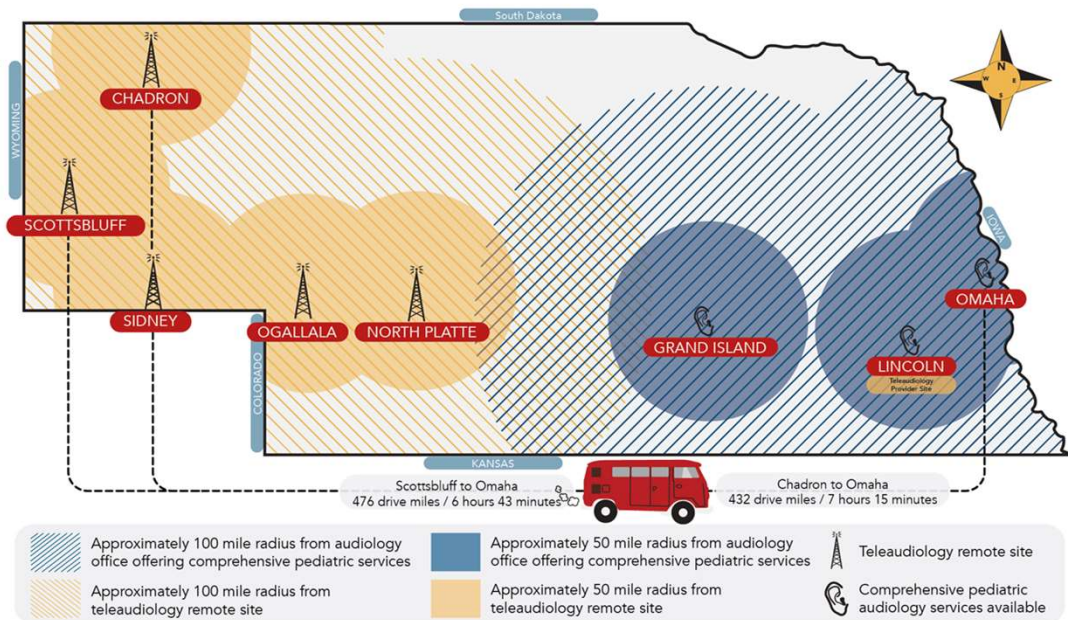 South Dakota
N
W
E
S
WYOMING
CHADRON
SCOTTSBLUFF
SIDNEY
OGALLALA
NORTH PLATTE
COLORADO
GRAND ISLAND
IOWA
OMAHA
LINCOLN
Teleaudiology
Provider Site
KANSAS
Scottsbluff to Omaha
476 drive miles / 6 hours 43 minutes
Chadron to Omaha
432 drive miles / 7 hours 15 minutes
Approximately 100 mile radius from audiology
office offering comprehensive pediatric services
Approximately 100 mile radius from
teleaudiology remote site
Approximately 50 mile radius from audiology
office offering comprehensive pediatric services
Approximately 50 mile radius from
teleaudiology remote site
Teleaudiology remote site
Comprehensive pediatric
audiology services available